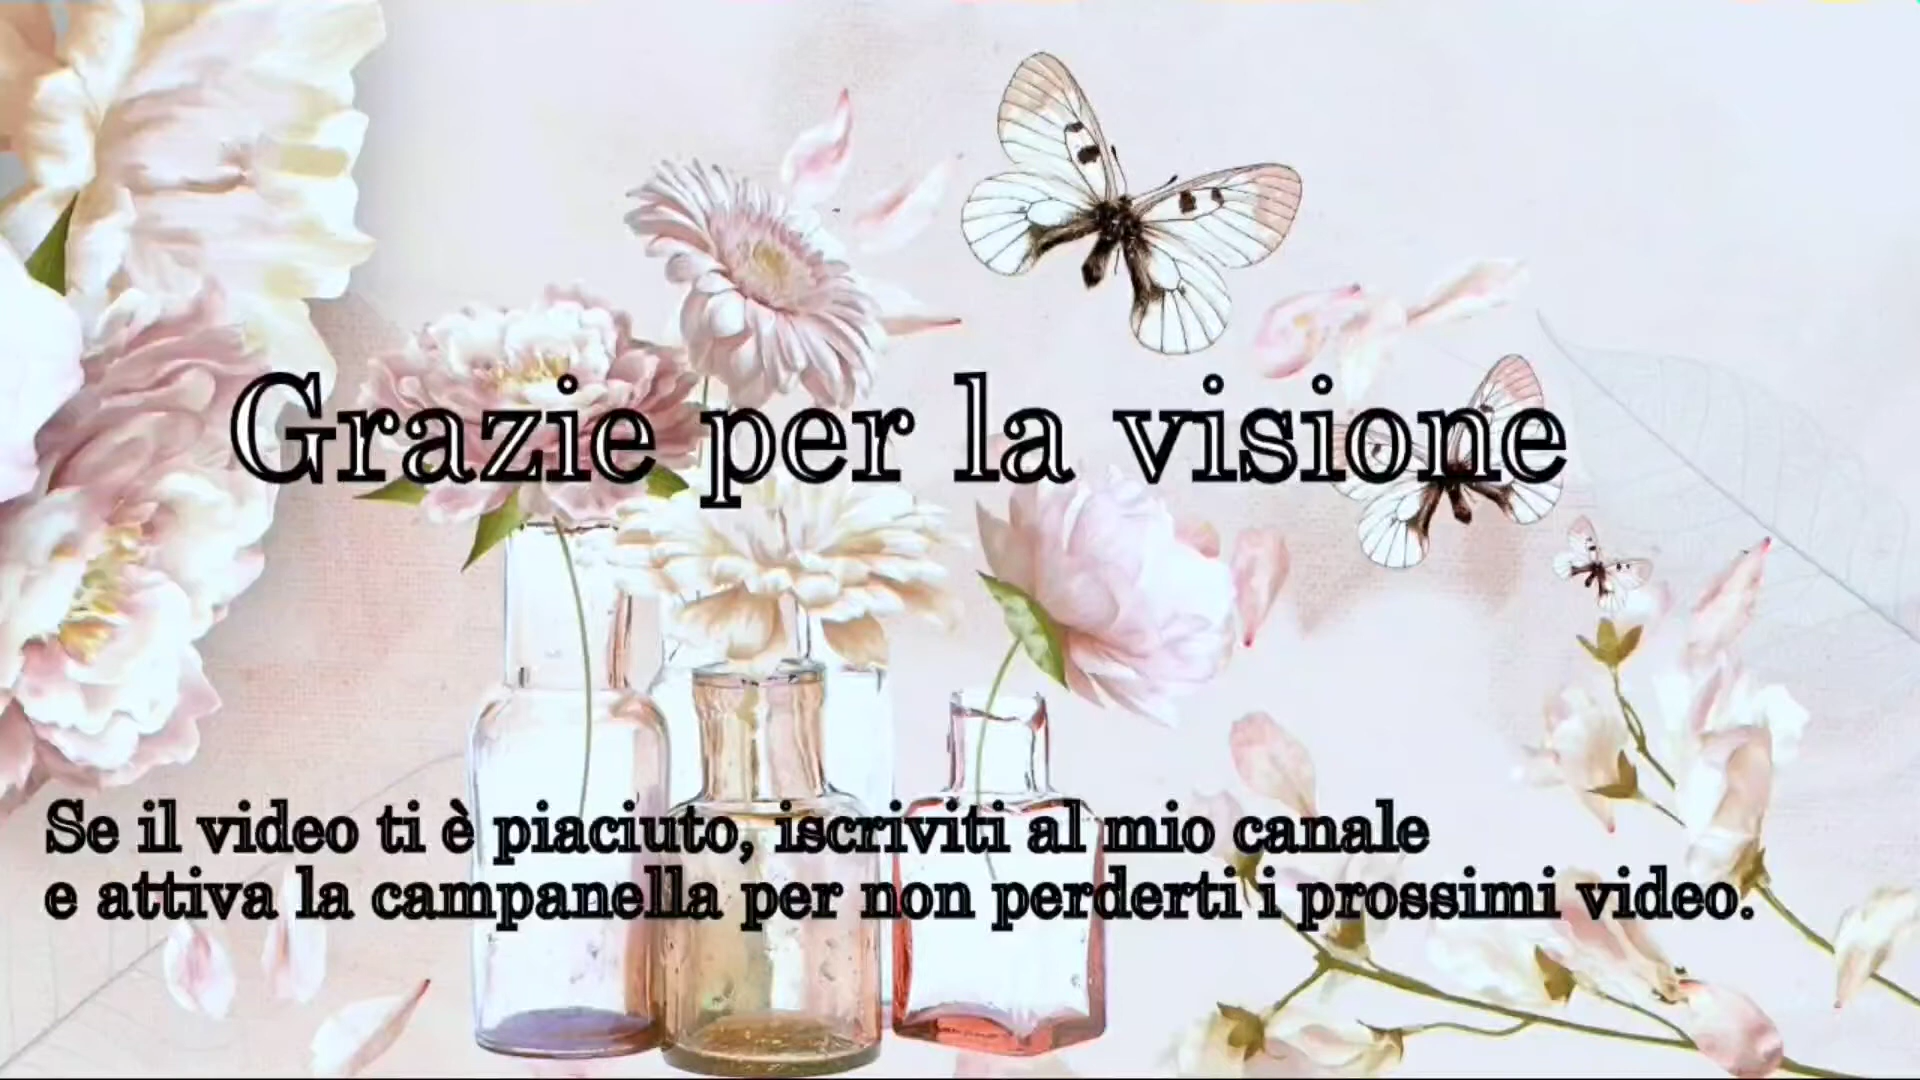 Grazie per la visione
Se il video ti è piaciuto, iscriviti al mio canale
e attiva la campanella per non perderti i prossimi video.